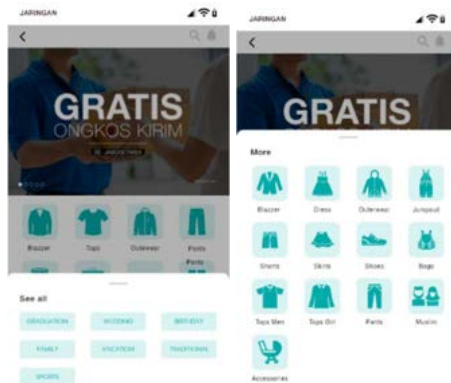 JARINGAN
GRATIS
ONGKOS KIRIM
Blazzer
Tops
Outerwear
Pants
Pants
See all
GRADUATION
WEDDING
BIRTHDAY
FAMILY
VACATION
TRADITIONAL
SPORTS
JARINGAN
GRATIS
More
Blazzer
Dress
Outerwear
Jumpsuit
Shorts
Skirts
Shoes
Bags
Tops Men
Tops Girl
Pants
Muslim
Accessories